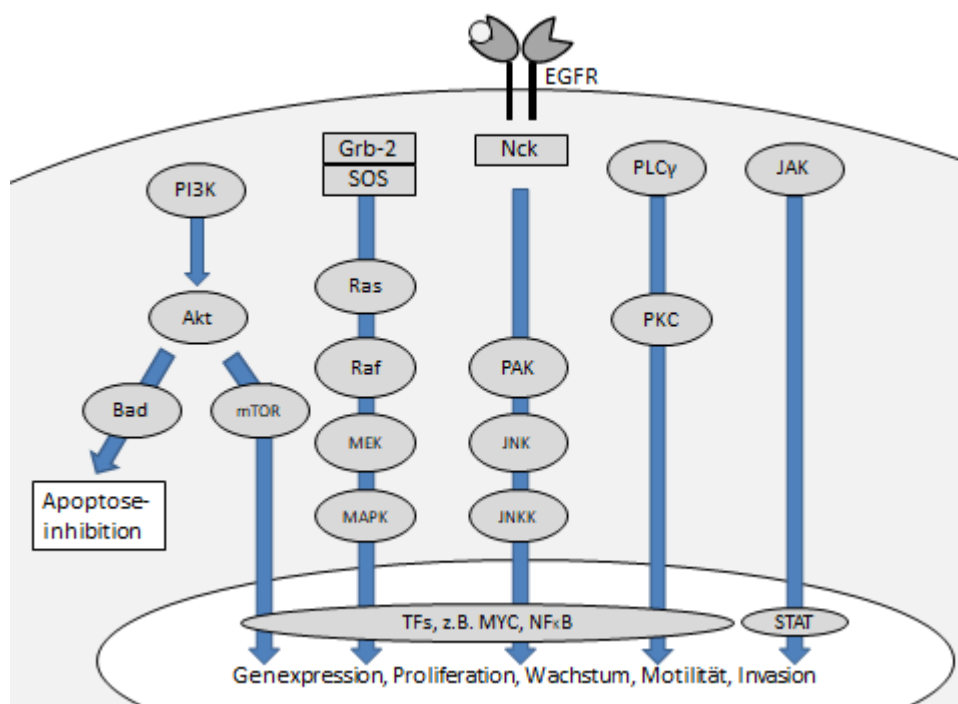 EGFR
Grb-2
SOS
Nck
PLCγ
JAK
PI3K
Ras
Akt
PKC
Raf
PAK
Bad
mTOR
MEK
JNK
Apoptose-
inhibition
MAPK
JNKK
TFs, z.B. MYC, NFκB
STAT
Genexpression, Proliferation, Wachstum, Motilität, Invasion